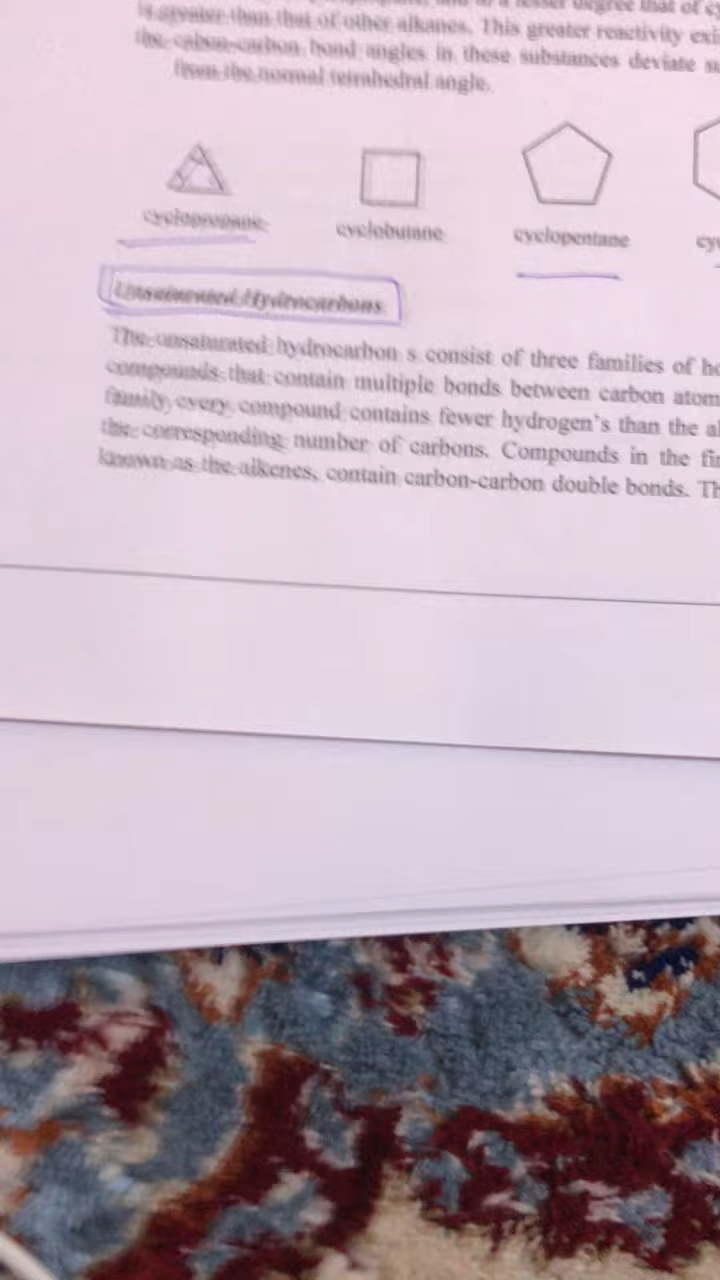 is greater than that of other alkanes. This greater reactivity exi
the carbon-carbon bond angles in these substances deviate su
from the normal tetrahedral angle.
cyclopropane cyclobutane cyclopentane cy
Unsaturated Hydrocarbons
The unsaturated hydrocarbon s consist of three families of ho
compounds that contain multiple bonds between carbon atom
family, every compound contains fewer hydrogen's than the al
the corresponding number of carbons. Compounds in the fir
known as the alkenes, contain carbon-carbon double bonds. Th